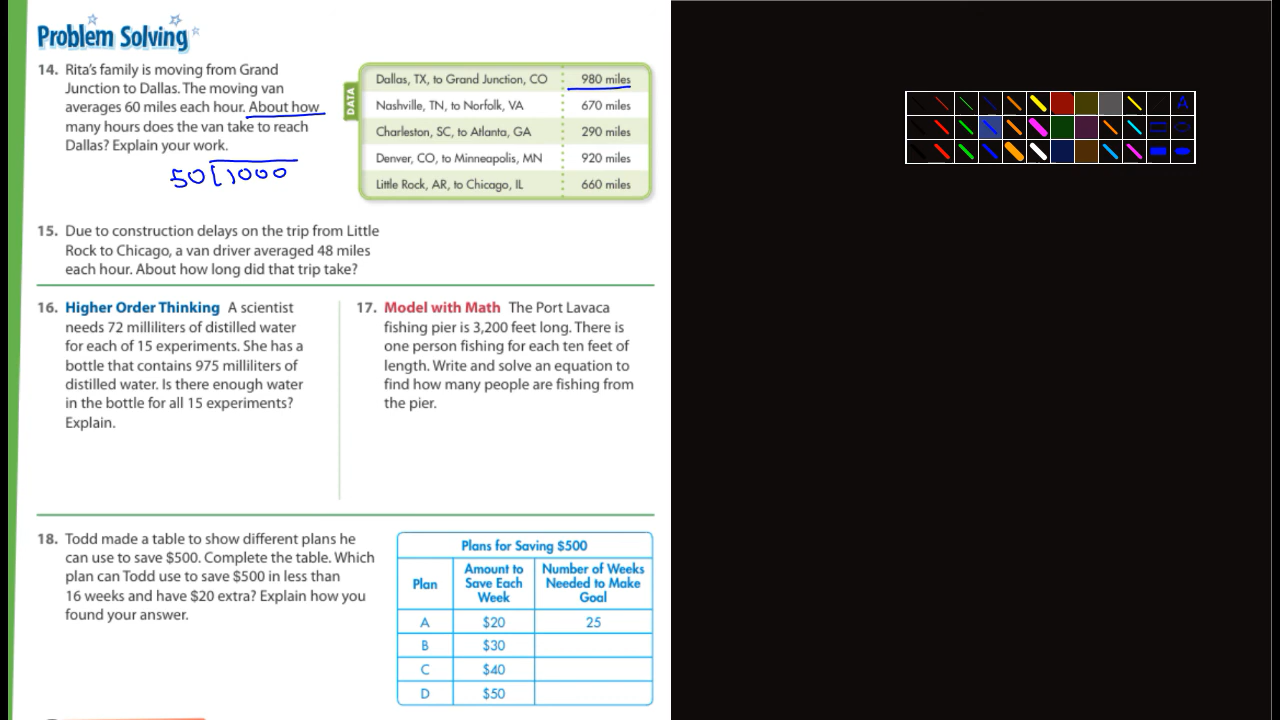 Problem Solving
14. Rita's family is moving from Grand
Junction to Dallas. The moving van
averages 60 miles each hour. About how
many hours does the van take to reach
Dallas? Explain your work.
50 1000
DATA
Dallas, TX, to Grand Junction, CO 980 miles
Nashville, TN, to Norfolk, VA 670 miles
Charleston, SC, to Atlanta, GA 290 miles
Denver, CO, to Minneapolis, MN 920 miles
Little Rock, AR, to Chicago, IL 660 miles
15. Due to construction delays on the trip from Little
Rock to Chicago, a van driver averaged 48 miles
each hour. About how long did that trip take?
16. Higher Order Thinking A scientist
needs 72 milliliters of distilled water
for each of 15 experiments. She has a
bottle that contains 975 milliliters of
distilled water. Is there enough water
in the bottle for all 15 experiments?
Explain.
17. Model with Math The Port Lavaca
fishing pier is 3,200 feet long. There is
one person fishing for each ten feet of
length. Write and solve an equation to
find how many people are fishing from
the pier.
18. Todd made a table to show different plans he
can use to save $500. Complete the table. Which
plan can Todd use to save $500 in less than
16 weeks and have $20 extra? Explain how you
found your answer.
Plans for Saving $500
Plan
Amount to
Save Each
Week
Number of Weeks
Needed to Make
Goal
A $20 25
B $30
C $40
D $50
A